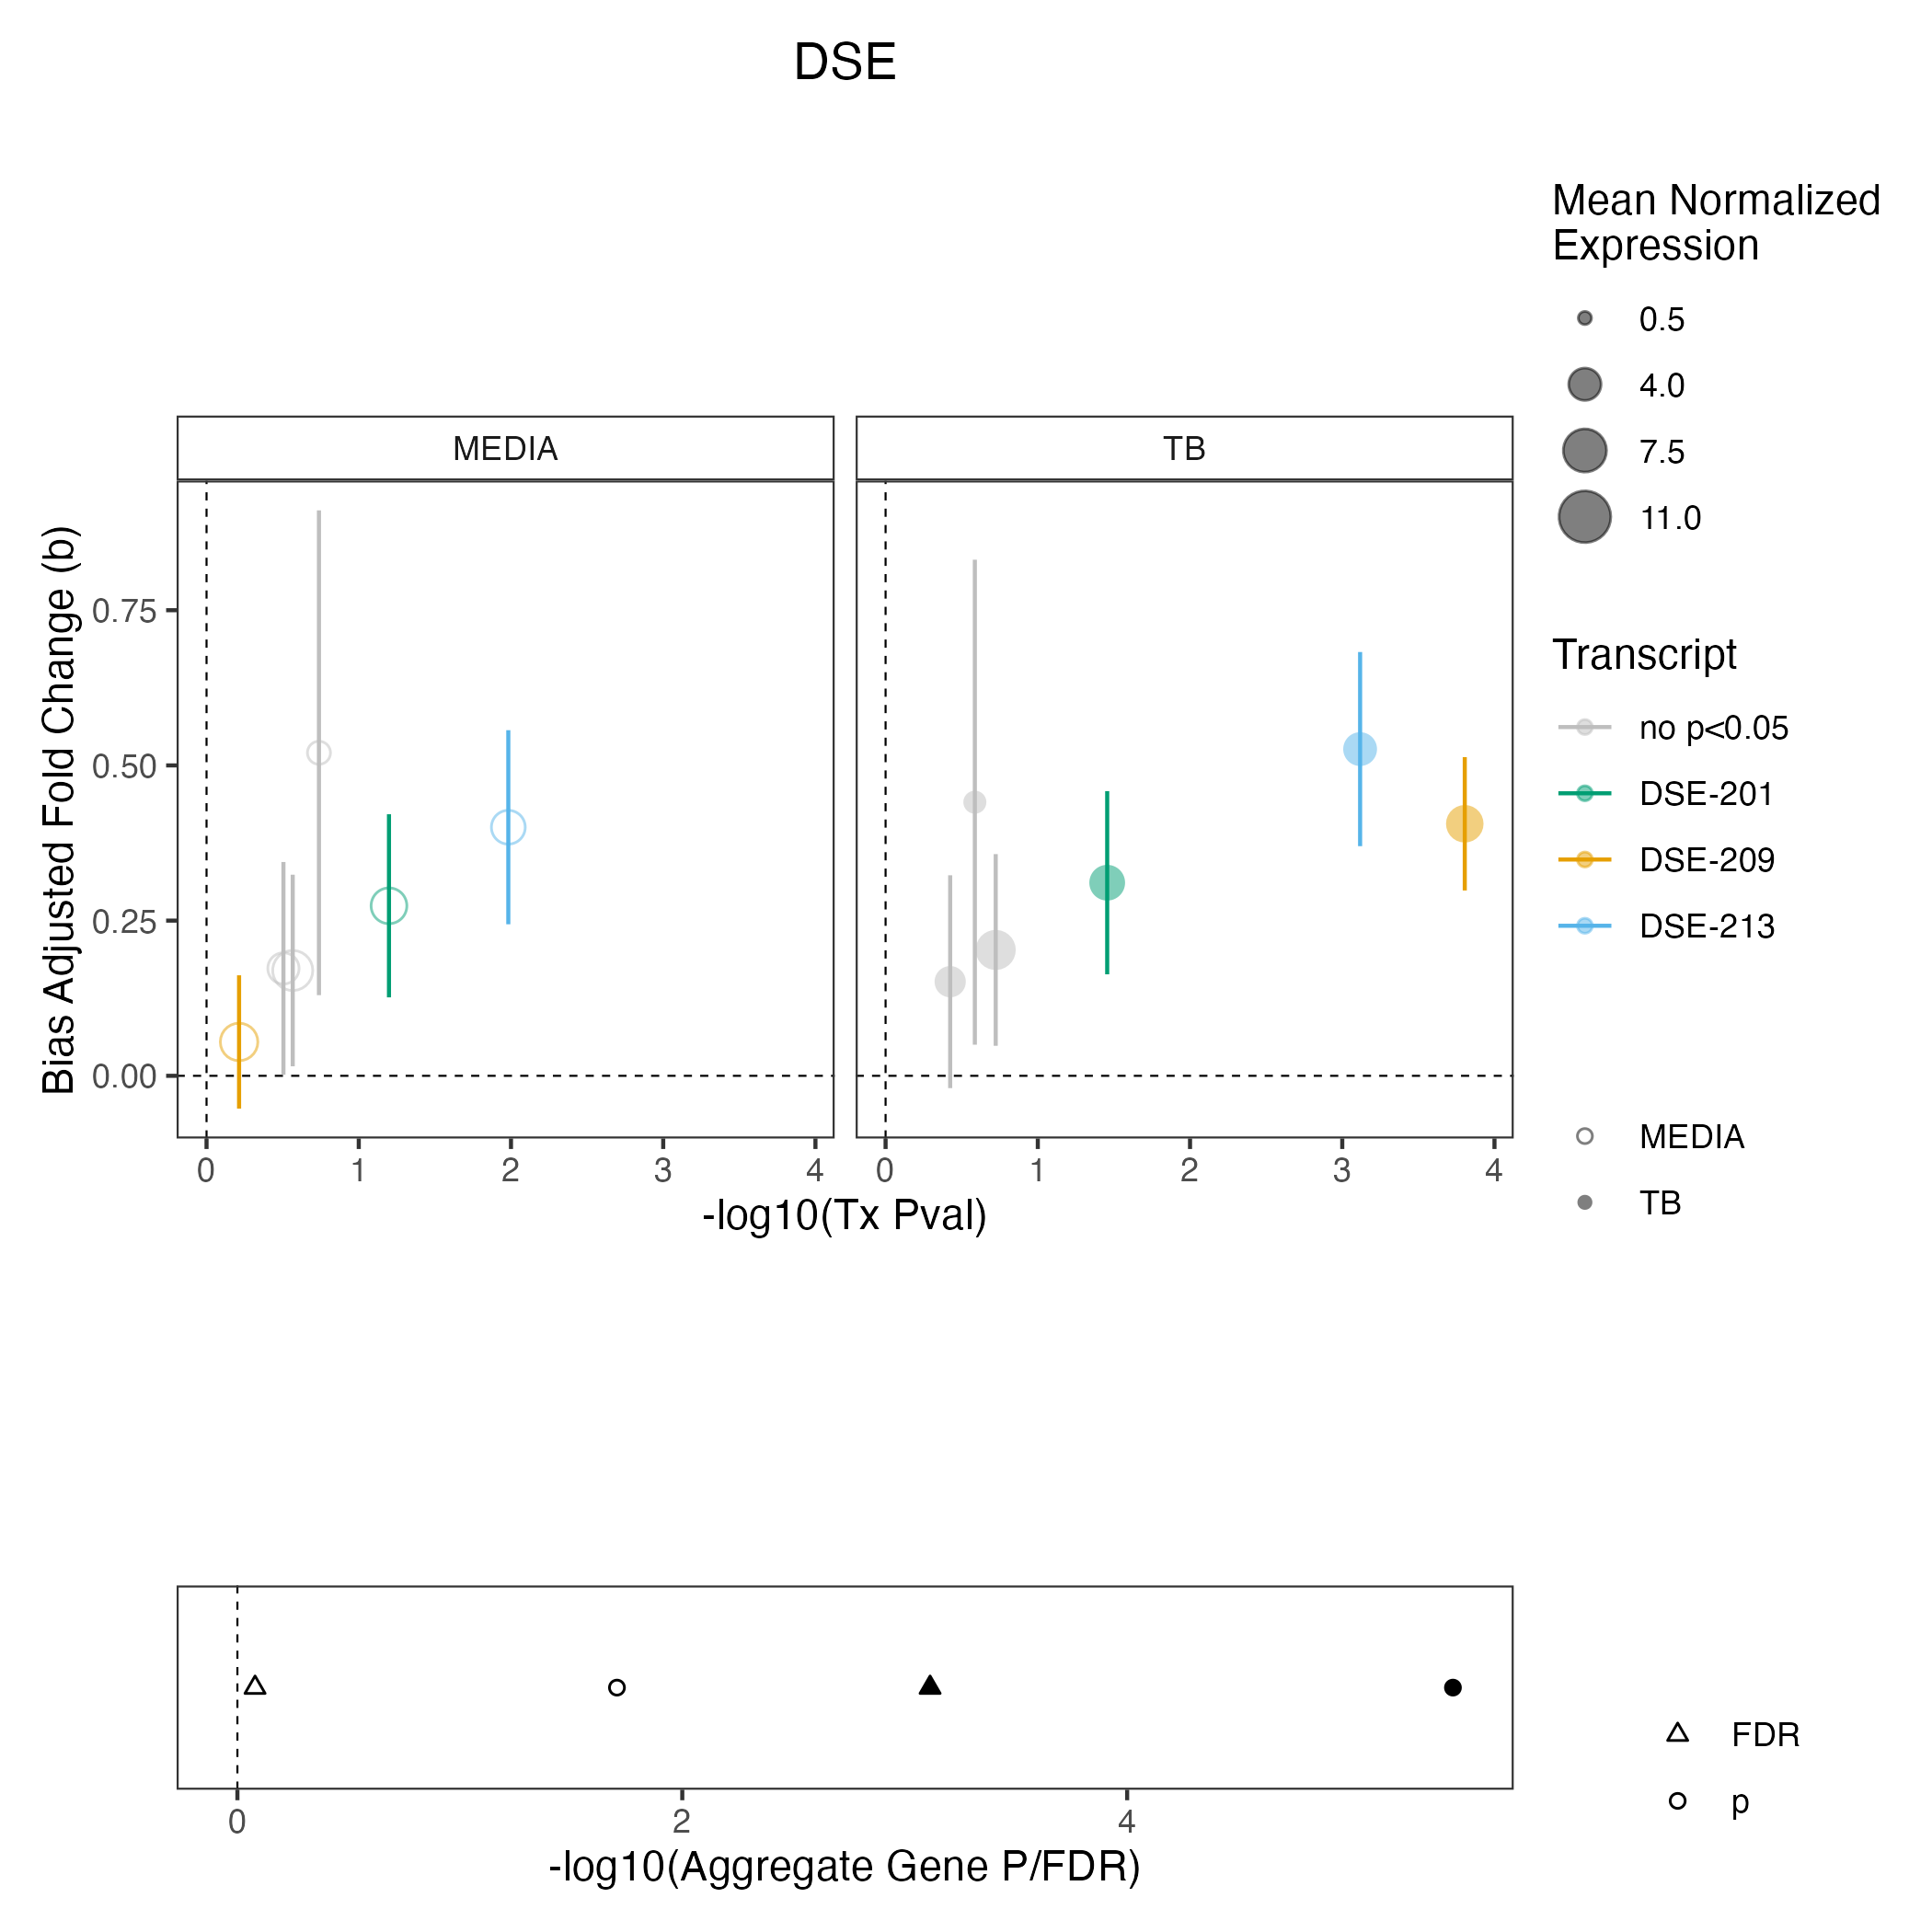 DSE
Mean Normalized
Expression
0.5
4.0
7.5
11.0
Transcript
no p<0.05
DSE-201
DSE-209
DSE-213
MEDIA
TB
MEDIA
TB
Bias Adjusted Fold Change (b)
0.75
0.50
0.25
0.00
0 1 2 3 4
0 1 2 3 4
-log10(Tx Pval)
0 2 4
-log10(Aggregate Gene P/FDR)
FDR
p